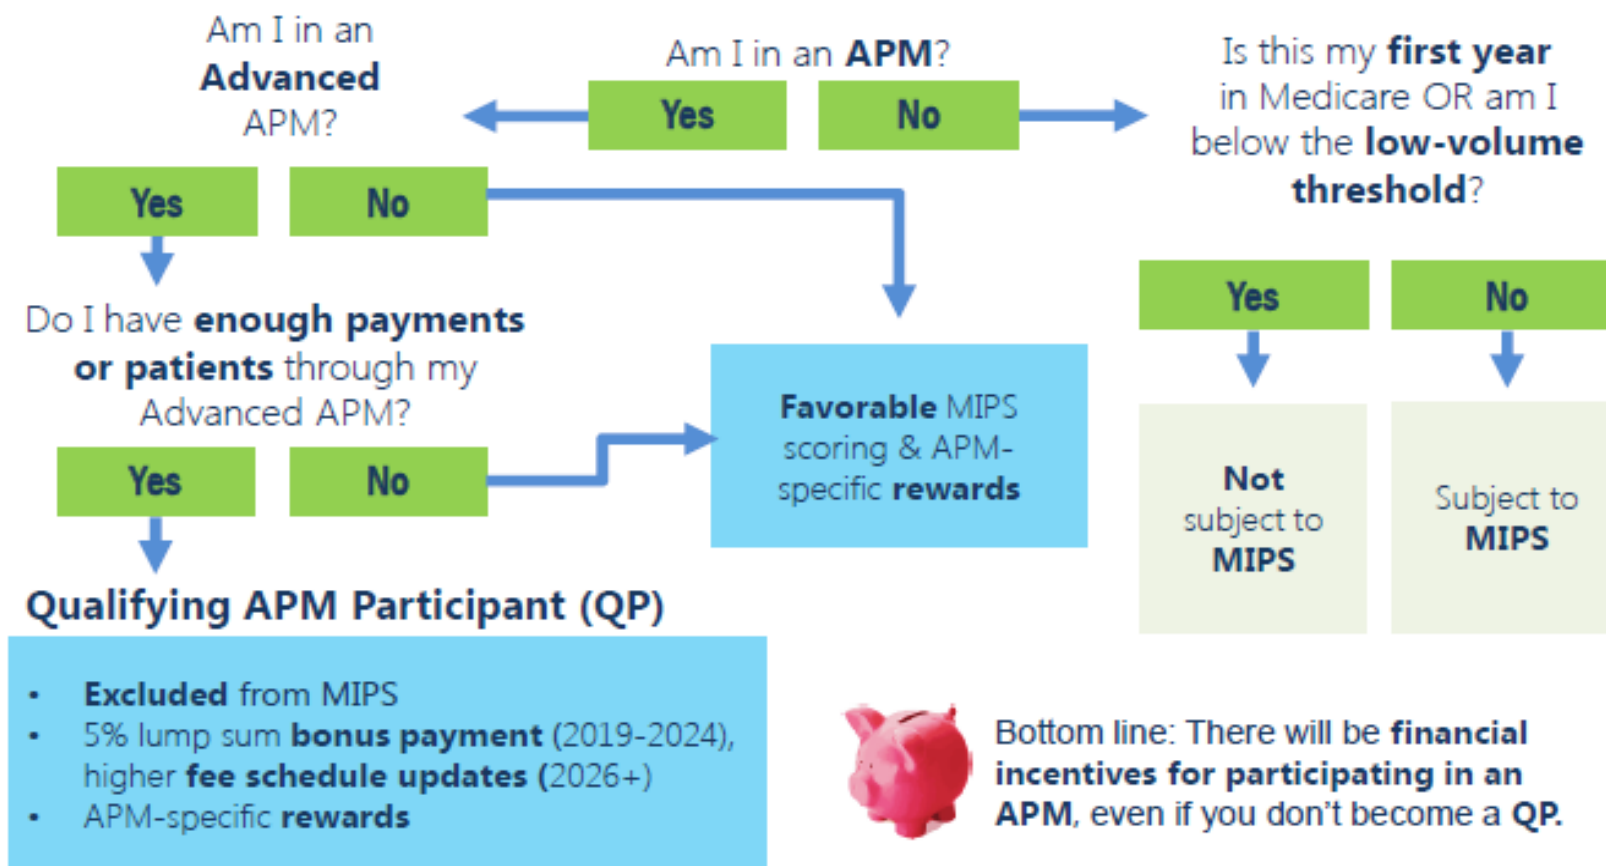 Am I in an
Advanced
APM?
Am I in an APM?
Yes
No
Is this my first year
in Medicare OR am I
below the low-volume
threshold?
Yes
No
Do I have enough payments
or patients through my
Advanced APM?
Yes
No
Favorable MIPS
scoring & APM-
specific rewards
Yes
No
Not
subject to
MIPS
Subject to
MIPS
Qualifying APM Participant (QP)
• Excluded from MIPS
• 5% lump sum bonus payment (2019-2024),
higher fee schedule updates (2026+)
• APM-specific rewards
Bottom line: There will be financial
incentives for participating in an
APM, even if you don't become a QP.